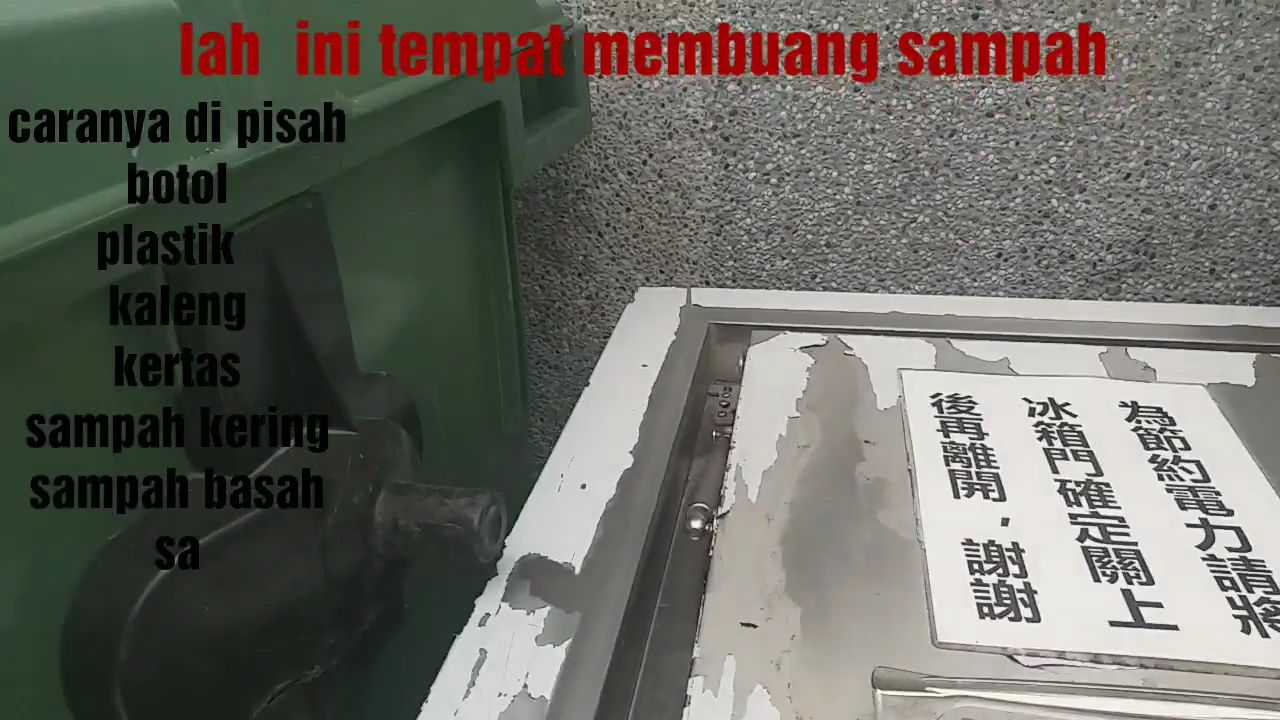 lah ini tempat membuang sampah
caranya di pisah
botol
plastik
kaleng
kertas
sampah kering
sampah basah
sa
為節約電力請將
冰箱門確定關上
後再離開,謝謝